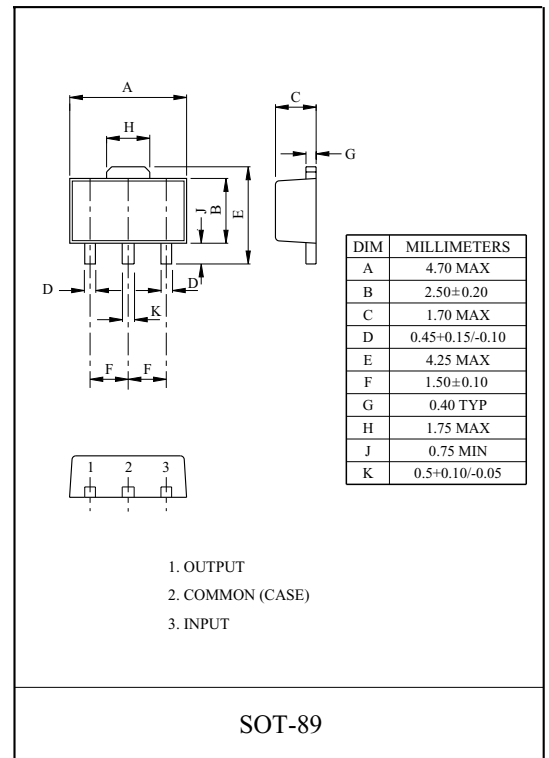 A
H
C
G
J
B
E
D
D
K
F
F
DIM MILLIMETERS
A 4.70 MAX
B 2.50±0.20
C 1.70 MAX
D 0.45+0.15/-0.10
E 4.25 MAX
F 1.50±0.10
G 0.40 TYP
H 1.75 MAX
J 0.75 MIN
K 0.5+0.10/-0.05
1 2 3
1. OUTPUT
2. COMMON (CASE)
3. INPUT
SOT-89